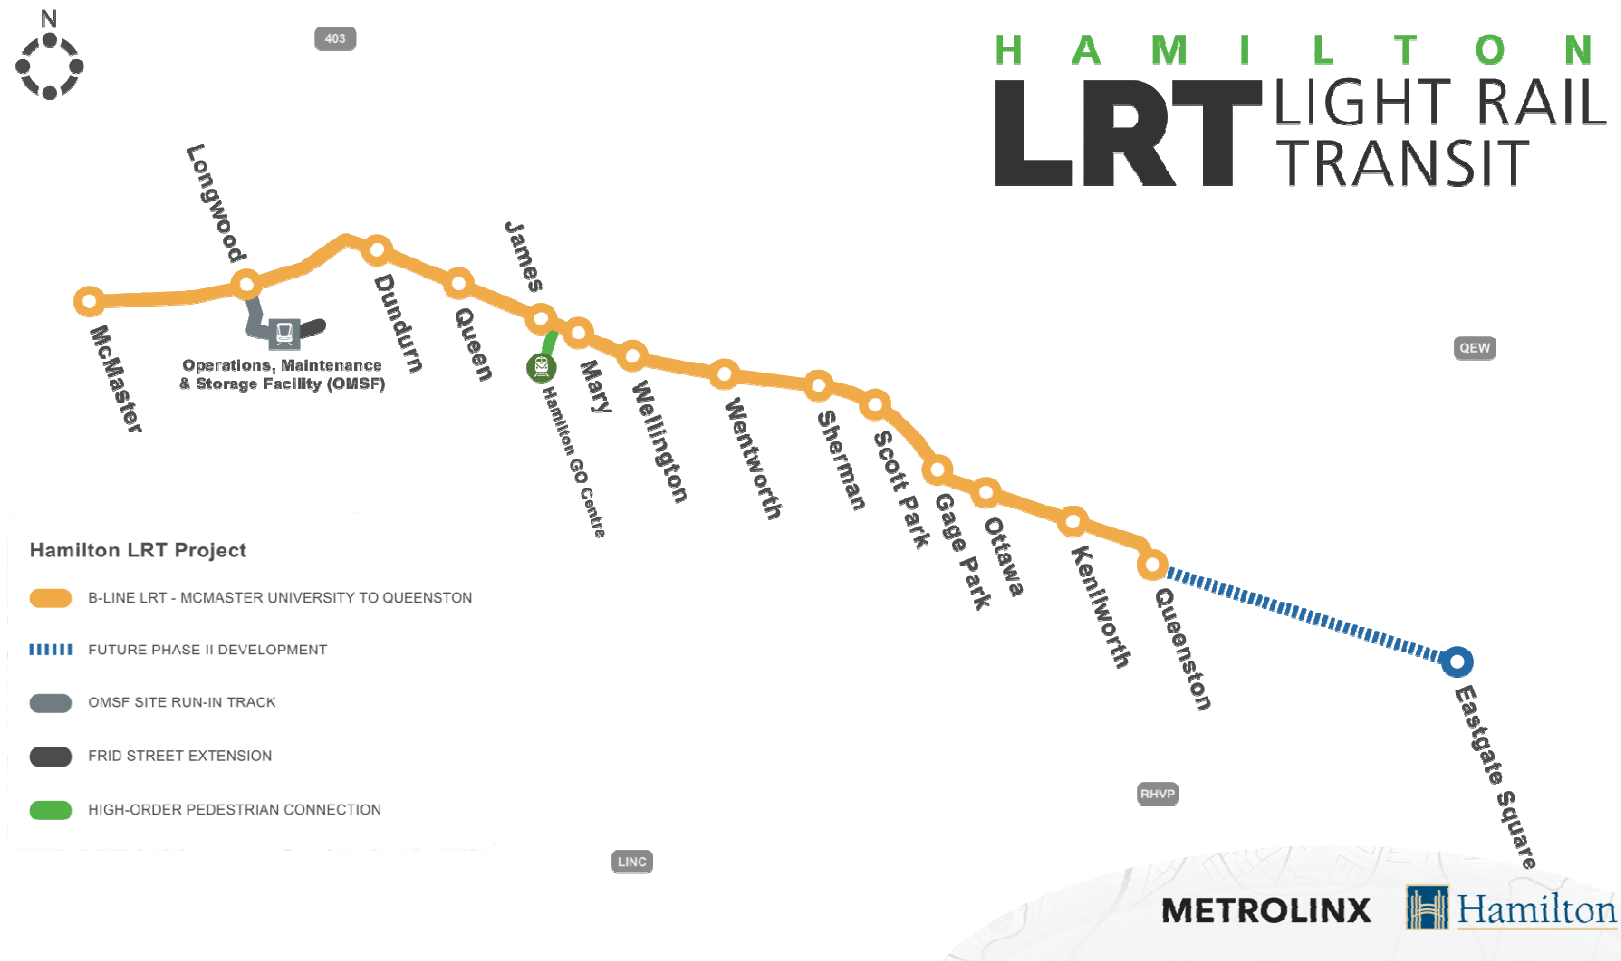 N
403
HAMILTON
LRT LIGHT RAIL
TRANSIT
Longwood
James
McMaster
Dundurn
Queen
Operations, Maintenance
& Storage Facility (OMSF)
Hamilton GO Centre
Mary
Wellington
Wentworth
Sherman
Scott Park
Gage Park
Ottawa
Kenilworth
Queenston
Eastgate Square
QEW
Hamilton LRT Project
B-LINE LRT - MCMASTER UNIVERSITY TO QUEENSTON
FUTURE PHASE II DEVELOPMENT
OMSF SITE RUN-IN TRACK
FRID STREET EXTENSION
HIGH-ORDER PEDESTRIAN CONNECTION
RHVP
LINC
METROLINX
Hamilton